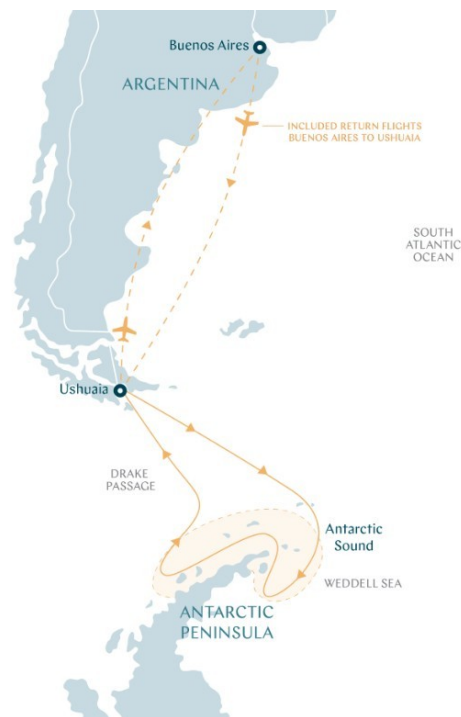 Buenos Aires
ARGENTINA
INCLUDED RETURN FLIGHTS
BUENOS AIRES TO USHUAIA
SOUTH
ATLANTIC
OCEAN
Ushuaia
DRAKE
PASSAGE
Antarctic
Sound
WEDDELL SEA
ANTARCTIC
PENINSULA